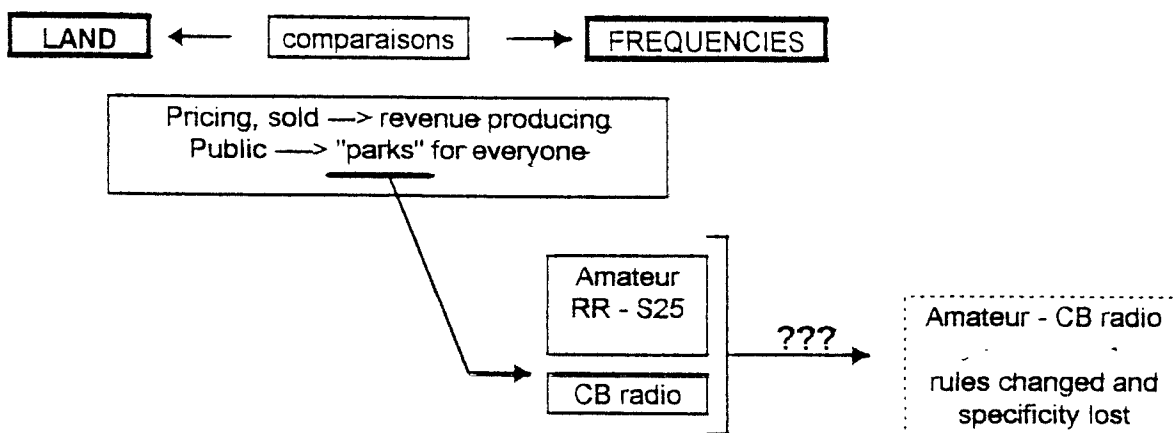 LAND
comparaisons
FREQUENCIES
Pricing, sold —> revenue producing
Public —> "parks" for everyone
Amateur
RR - S25
CB radio
???
Amateur - CB radio
rules changed and
specificity lost